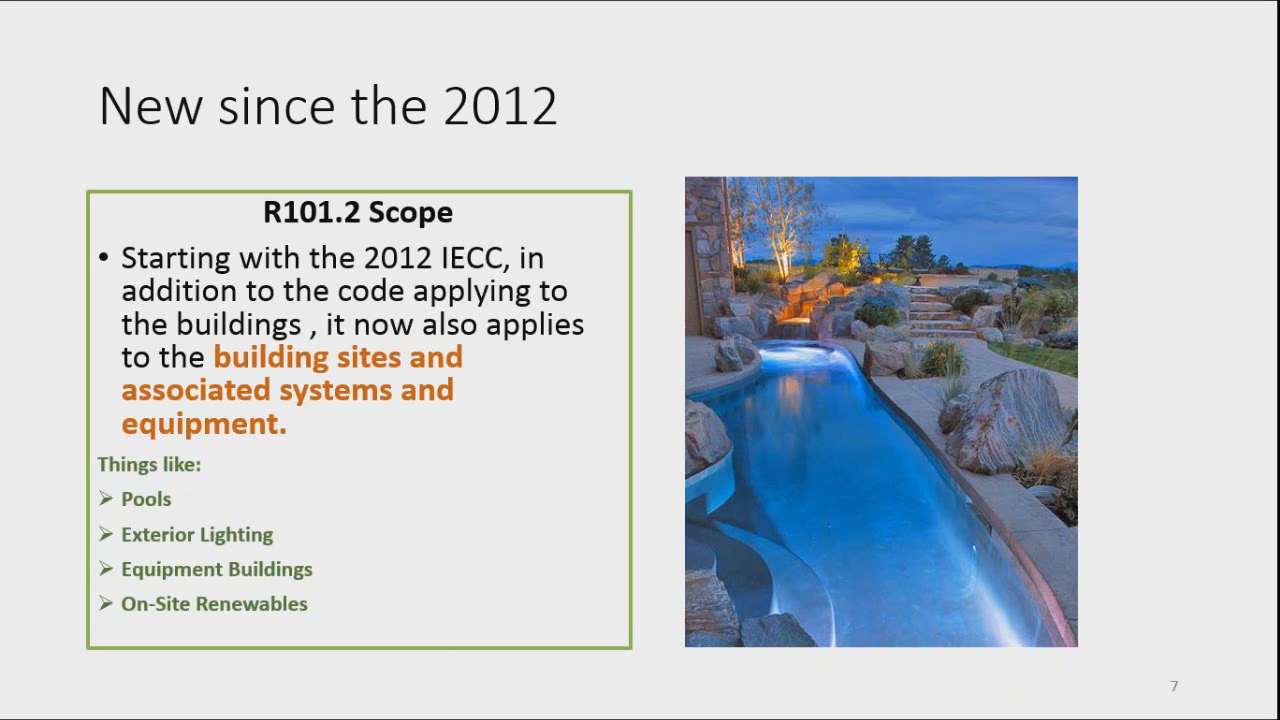 New since the 2012
R101.2 Scope
• Starting with the 2012 IECC, in
addition to the code applying to
the buildings , it now also applies
to the building sites and
associated systems and
equipment.
Things like:
➢ Pools
➢ Exterior Lighting
➢ Equipment Buildings
➢ On-Site Renewables
7